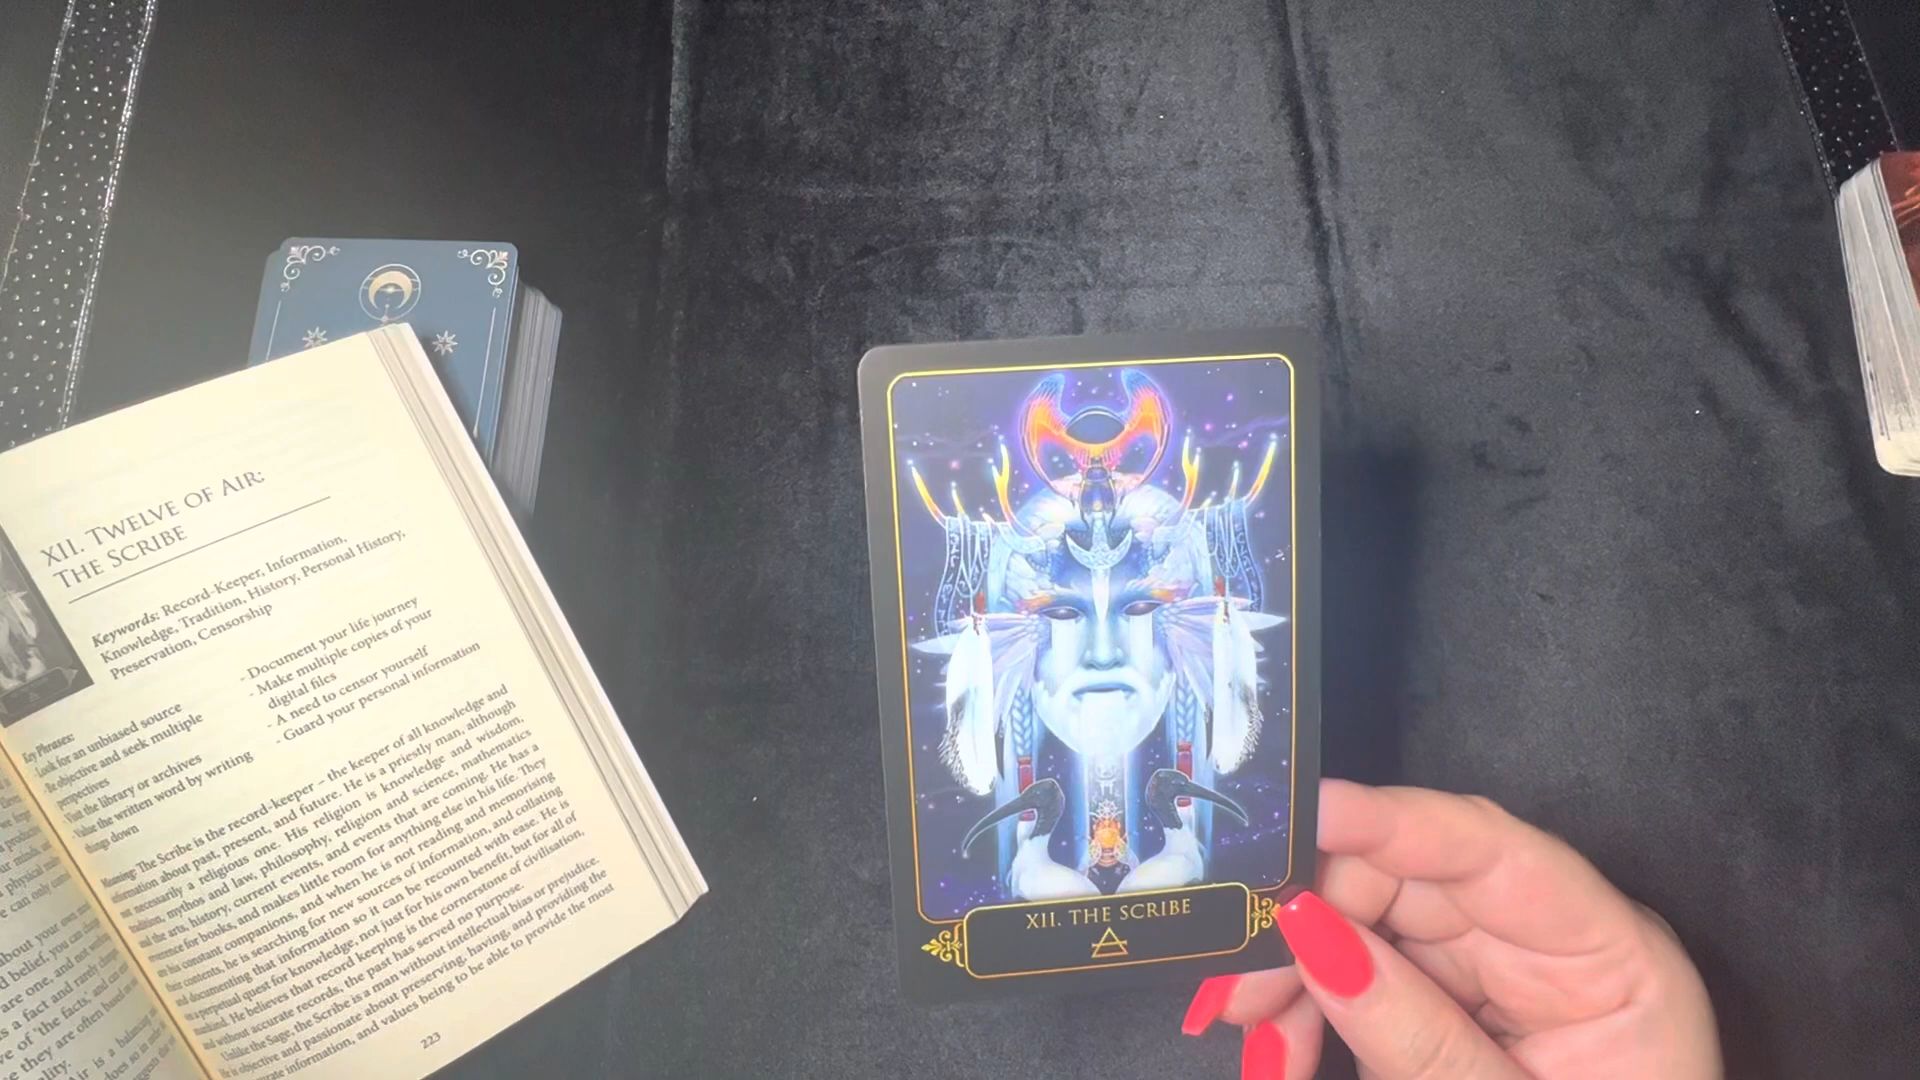 XII. TWELVE OF AIR:
THE SCRIBE
Keywords: Record-Keeper, Information,
Knowledge, Tradition, History, Personal History,
Preservation, Censorship
Key Phrases:
- Look for an unbiased source
- Be objective and seek multiple
perspectives
Visit the library or archives
Value the written word by writing
things down
- Document your life journey
- Make multiple copies of your
digital files
- A need to censor yourself
- Guard your personal information
Meaning: The Scribe is the record-keeper – the keeper of all knowledge and
information about past, present, and future. He is a priestly man, although
not necessarily a religious one. His religion is knowledge and wisdom,
tradition, mythos and law, philosophy, religion and science, mathematics
and the arts, history, current events, and events that are coming. He has a
reverence for books, and makes little room for anything else in his life. They
are his constant companions, and when he is not reading and memorising
their contents, he is searching for new sources of information, and collating
and documenting that information so it can be recounted with ease. He is
on a perpetual quest for knowledge, not just for his own benefit, but for all of
mankind. He believes that record keeping is the cornerstone of civilisation,
and without accurate records, the past has served no purpose.
Unlike the Sage, the Scribe is a man without intellectual bias or prejudice.
He is objective and passionate about preserving, having, and providing the
information, and values being to be able to provide the most
223
XII. THE SCRIBE